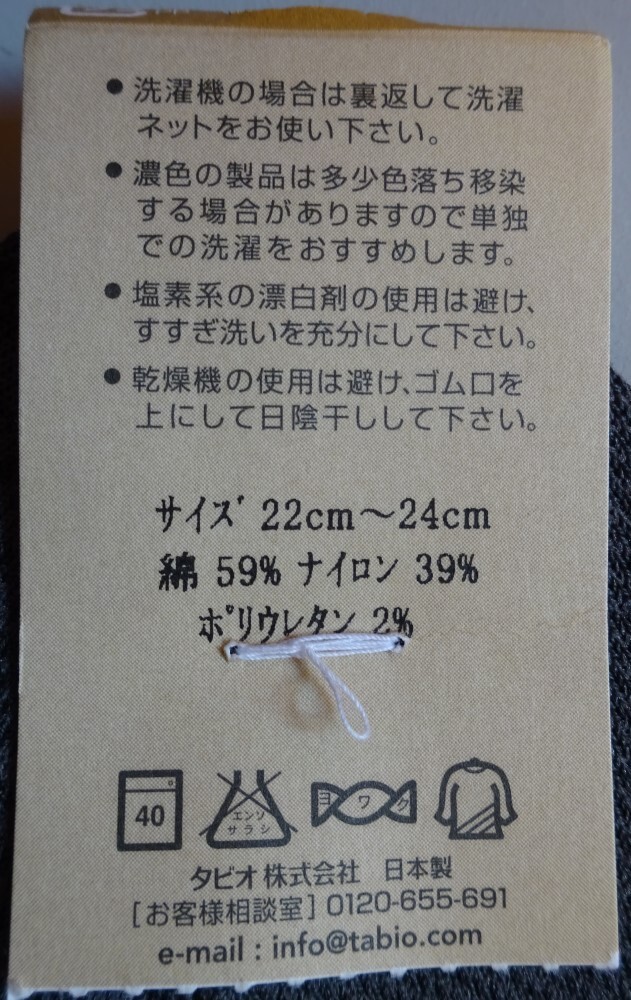 ● 洗濯機の場合は裏返して洗濯
ネットをお使い下さい。
● 濃色の製品は多少色落ち移染
する場合がありますので単独
での洗濯をおすすめします。
● 塩素系の漂白剤の使用は避け、
すすぎ洗いを充分にして下さい。
● 乾燥機の使用は避け、ゴム口を
上にして日陰干しして下さい。
サイズ 22cm～24cm
綿 59% ナイロン 39%
ポリウレタン 2%
40 エンソ ヨワク
サラシ
タビオ株式会社 日本製
[お客様相談室] 0120-655-691
e-mail : info@tabio.com